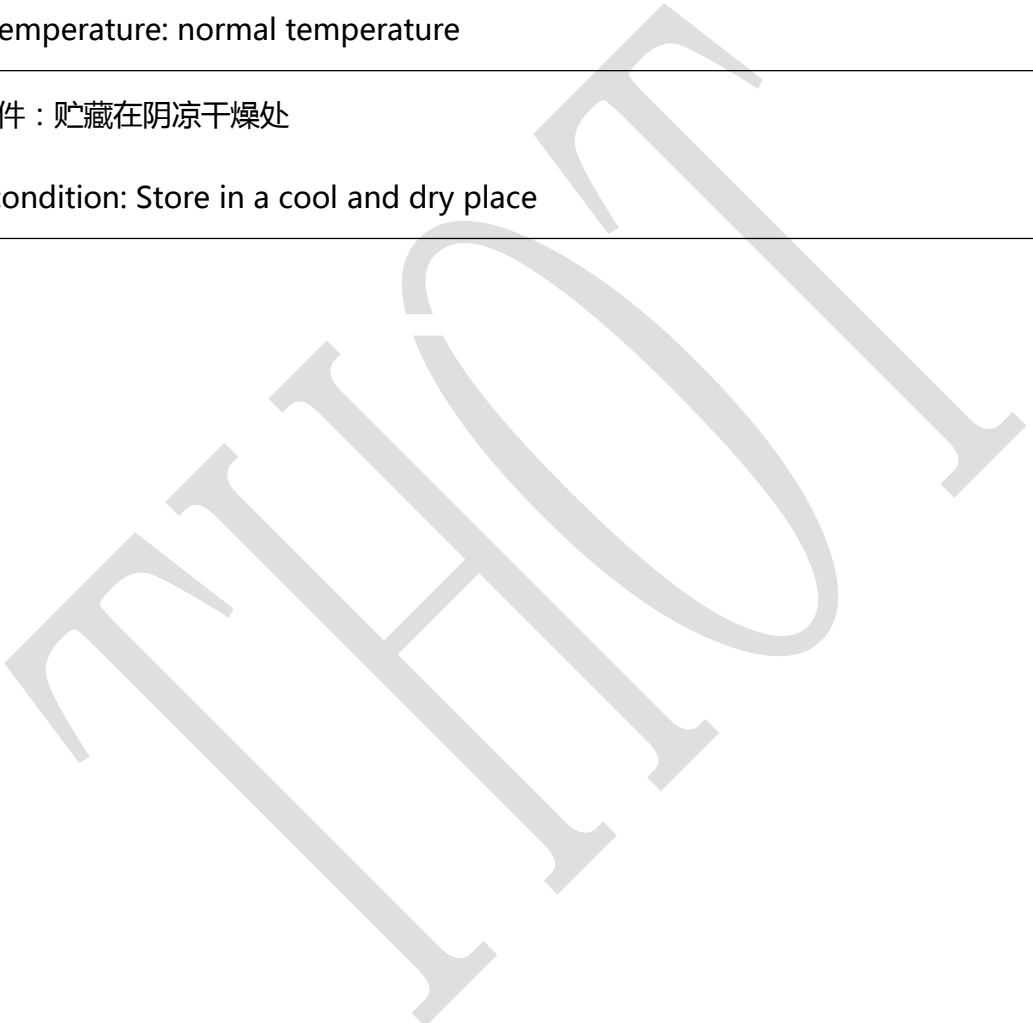 emperature: normal temperature
件：贮藏在阴凉干燥处
condition: Store in a cool and dry place
THOT